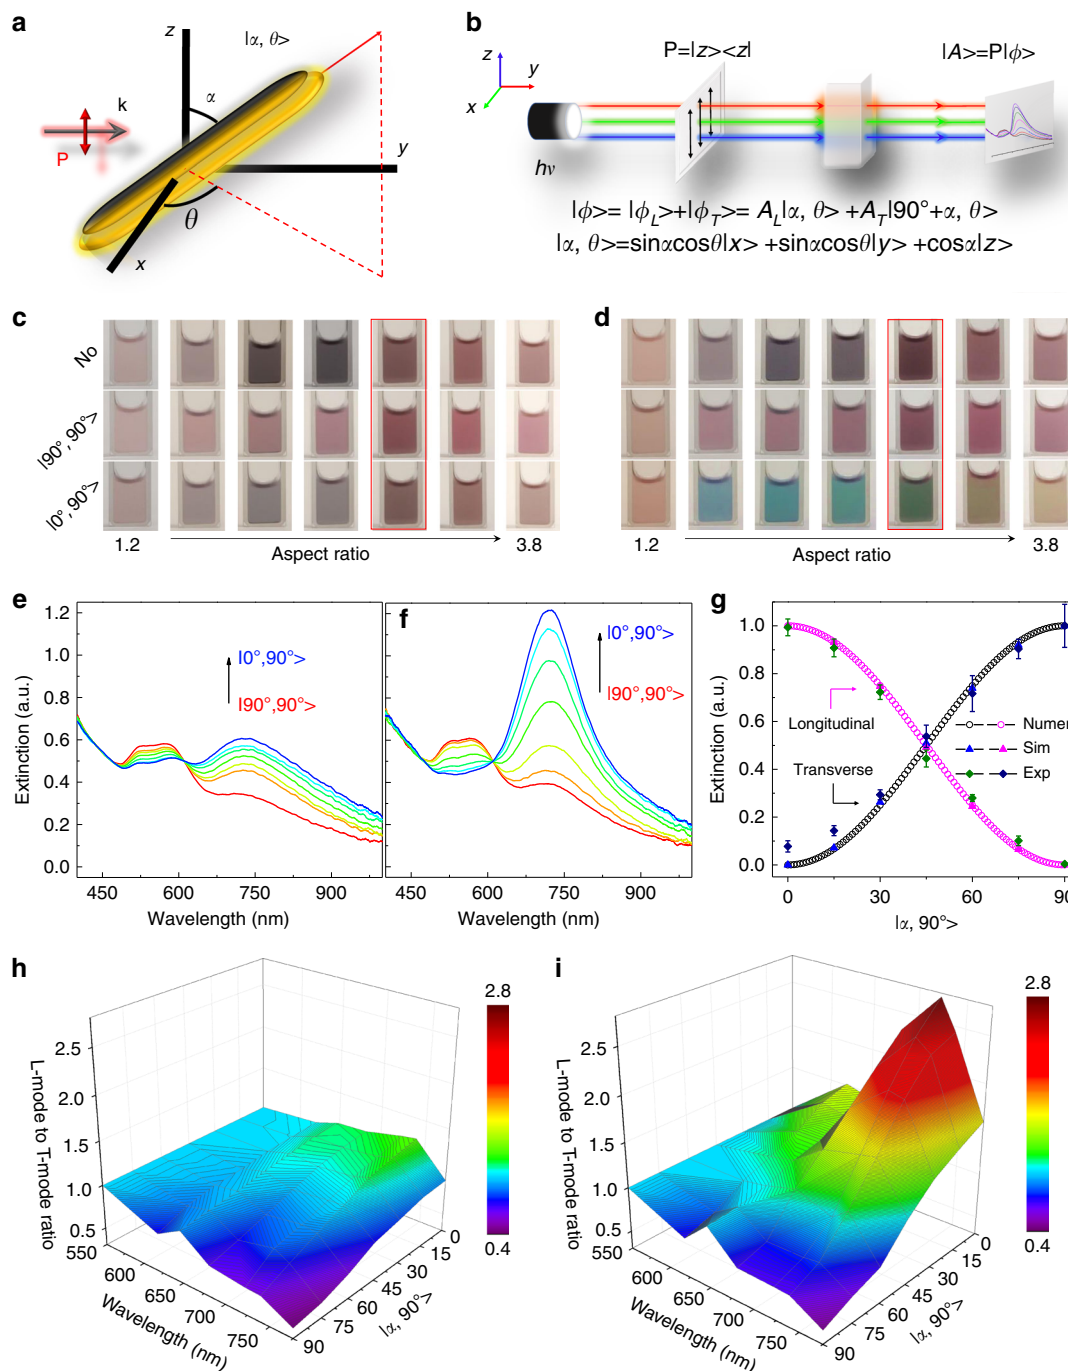 a
z
|α, θ>
α
k
P
y
θ
x
b
P=|z><z|
|A>=P|ϕ>
z
y
x
hν
|ϕ>= |ϕL>+|ϕT>= AL|α, θ> +AT|90°+α, θ>
|α, θ>=sinαcosθ|x> +sinαcosθ|y> +cosα|z>
c
No
|90°, 90°>
|0°, 90°>
1.2
Aspect ratio
3.8
d
1.2
Aspect ratio
3.8
e
1.2
1.0
0.8
0.6
0.4
0.2
0.0
Extinction (a.u.)
|0°,90°>
|90°,90°>
450 600 750
Wavelength (nm)
f
|0°,90°>
|90°,90°>
450 600 750 900
Wavelength (nm)
g
1.0
0.8
0.6
0.4
0.2
0.0
Extinction (a.u.)
Longitudinal
Transverse
Numer
Sim
Exp
0 30 60 90
|α, 90°>
h
2.5
2.0
1.5
1.0
0.5
L-mode to T-mode ratio
550 600 650 700 750
Wavelength (nm)
90 75 60 45 30 15 0
|α, 90°>
2.8
0.4
i
2.5
2.0
1.5
1.0
0.5
L-mode to T-mode ratio
550 600 650 700 750
Wavelength (nm)
90 75 60 45 30 15 0
|α, 90°>
2.8
0.4